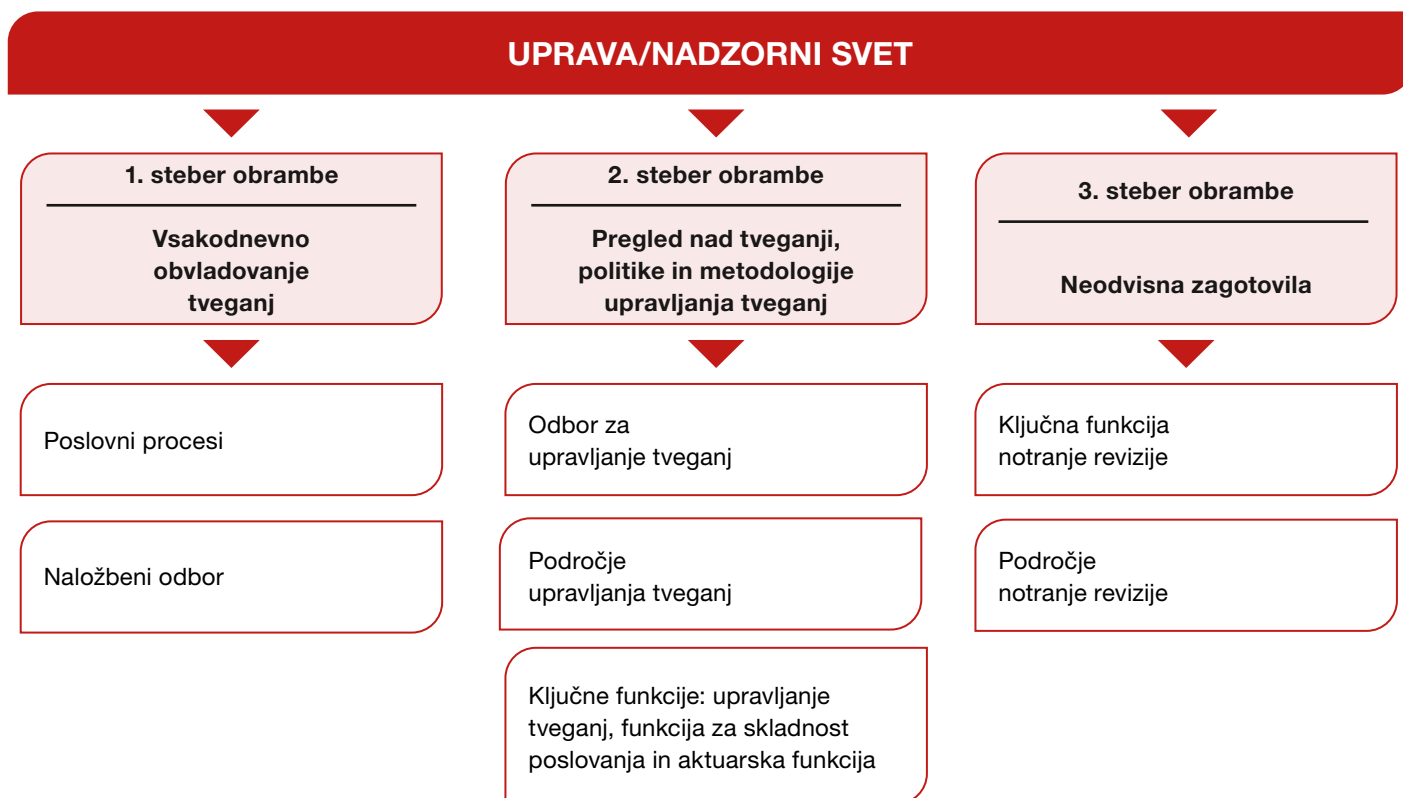 UPRAVA/NADZORNI SVET
1. steber obrambe
Vsakodnevno
obvladovanje
tveganj
Poslovni procesi
Naložbeni odbor
2. steber obrambe
Pregled nad tveganji,
politike in metodologije
upravljanja tveganj
Odbor za
upravljanje tveganj
Področje
upravljanja tveganj
Ključne funkcije: upravljanje
tveganj, funkcija za skladnost
poslovanja in aktuarska funkcija
3. steber obrambe
Neodvisna zagotovila
Ključna funkcija
notranje revizije
Področje
notranje revizije